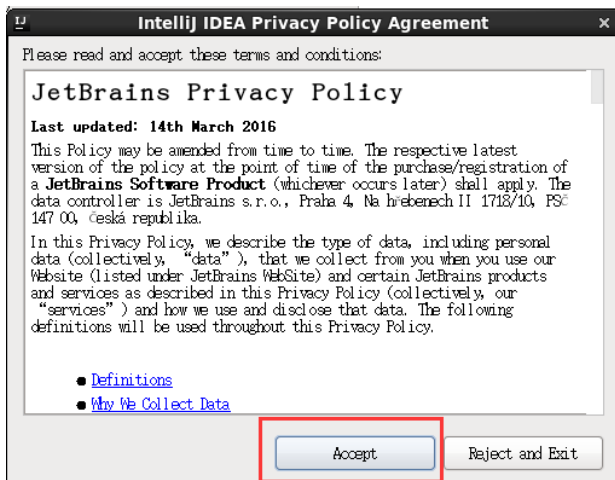 IntelliJ IDEA Privacy Policy Agreement
Please read and accept these terms and conditions:
JetBrains Privacy Policy
Last updated: 14th March 2016
This Policy may be amended from time to time. The respective latest
version of the policy at the point of time of the purchase/registration of
a JetBrains Software Product (whichever occurs later) shall apply. The
data controller is JetBrains s.r.o., Praha 4, Na hřebenech II 1718/10, PSČ
147 00, Česká republika.
In this Privacy Policy, we describe the type of data, including personal
data (collectively, “data”), that we collect from you when you use our
Website (listed under JetBrains WebSite) and certain JetBrains products
and services as described in this Privacy Policy (collectively, our
“services”) and how we use and disclose that data. The following
definitions will be used throughout this Privacy Policy.
Definitions
Why We Collect Data
Accept
Reject and Exit